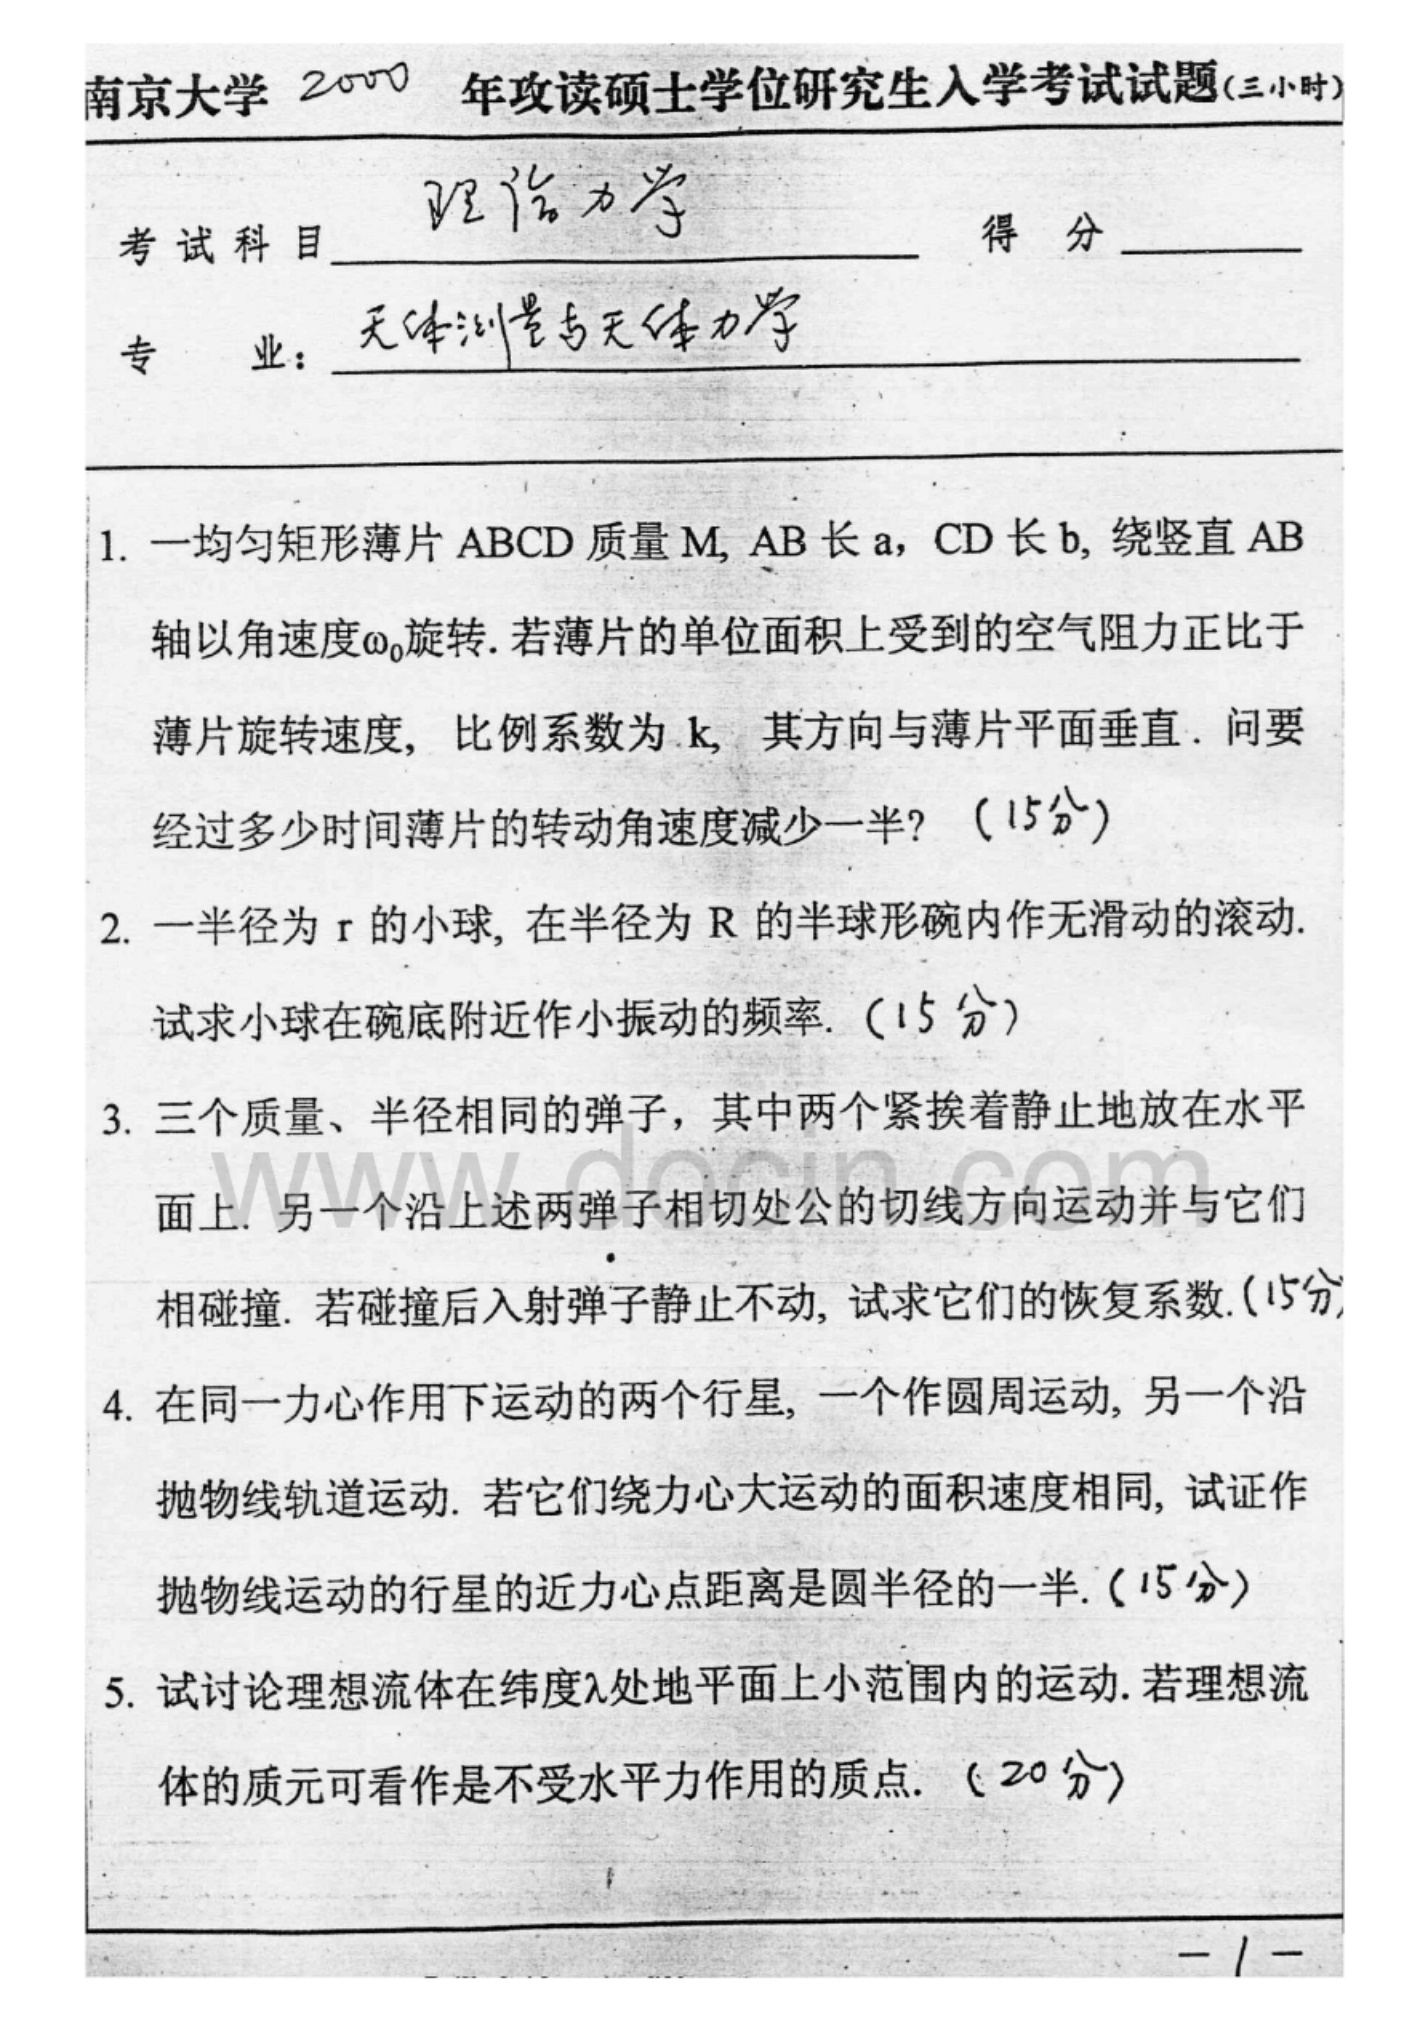 南京大学 2000 年攻读硕士学位研究生入学考试试题(三小时)
考试科目 理论力学 得分
专业: 天体测量与天体力学
1. 一均匀矩形薄片 ABCD 质量 M, AB 长 a，CD 长 b, 绕竖直 AB
轴以角速度ω₀旋转. 若薄片的单位面积上受到的空气阻力正比于
薄片旋转速度, 比例系数为 k, 其方向与薄片平面垂直. 问要
经过多少时间薄片的转动角速度减少一半? (15分)
2. 一半径为 r 的小球, 在半径为 R 的半球形碗内作无滑动的滚动.
试求小球在碗底附近作小振动的频率. (15分)
3. 三个质量、半径相同的弹子，其中两个紧挨着静止地放在水平
面上. 另一个沿上述两弹子相切处公的切线方向运动并与它们
相碰撞. 若碰撞后入射弹子静止不动, 试求它们的恢复系数. (15分)
4. 在同一力心作用下运动的两个行星, 一个作圆周运动, 另一个沿
抛物线轨道运动. 若它们绕力心大运动的面积速度相同, 试证作
抛物线运动的行星的近力心点距离是圆半径的一半. (15分)
5. 试讨论理想流体在纬度λ处地平面上小范围内的运动. 若理想流
体的质元可看作是不受水平力作用的质点. (20分)
www.docin.com
-1-